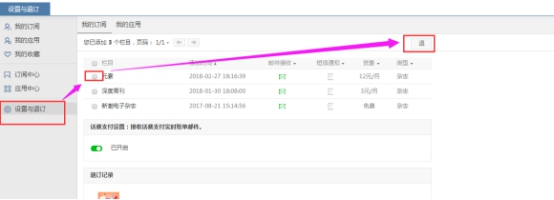 设置与退订
我的订阅 我的应用
我的订阅
我的应用
我的收藏
订阅中心
应用中心
设置与退订
您已添加 3 个栏目，页码：1/1
退
栏目
邮件接收 短信通知 资费 类型
元豪 2018-02-27 18:16:39 12元/月 杂志
深度周刊 2018-01-30 18:08:00 3元/月 杂志
新潮电子杂志 2017-08-21 15:14:56 免费 杂志
话费支付设置：接收话费支付实时账单邮件。
已开启
退订记录